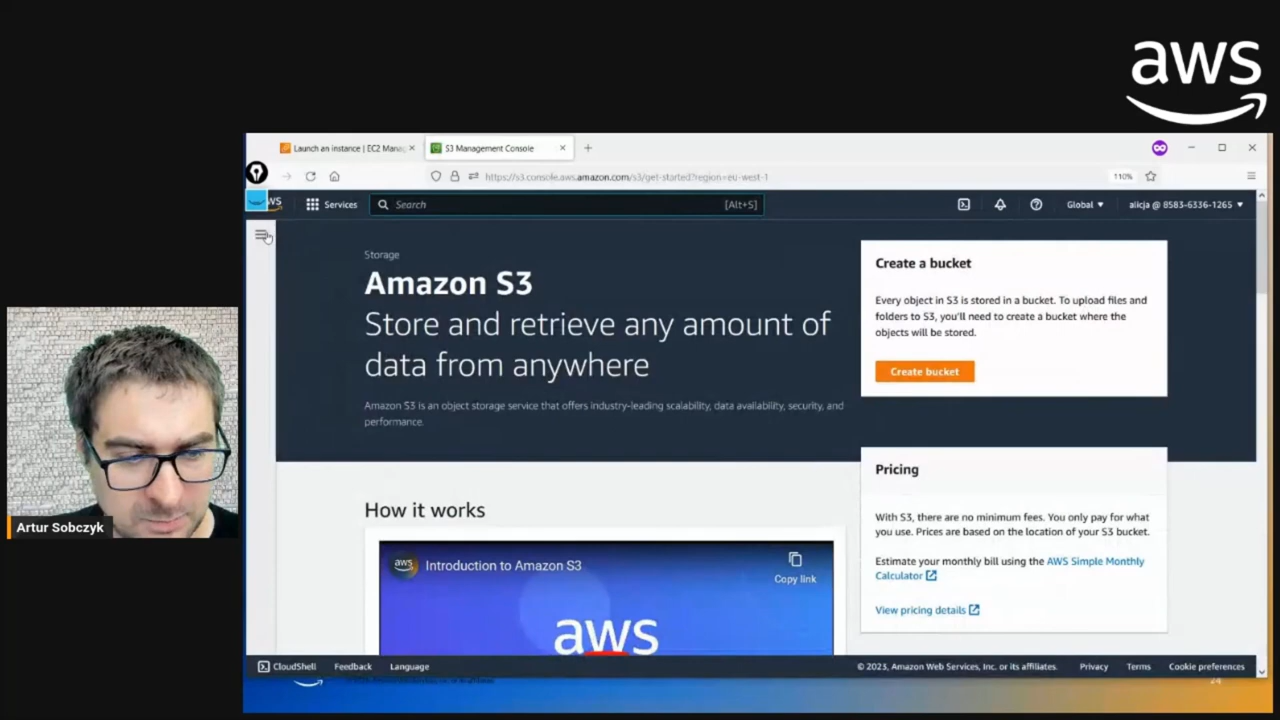 aws
Launch an instance | EC2 Manag
S3 Management Console
https://s3.console.aws.amazon.com/s3/get-started?region=eu-west-1
110%
Services
Search
[Alt+S]
Global
alicja @ 8583-6336-1265
Storage
Amazon S3
Store and retrieve any amount of
data from anywhere
Amazon S3 is an object storage service that offers industry-leading scalability, data availability, security, and
performance.
Create a bucket
Every object in S3 is stored in a bucket. To upload files and
folders to S3, you'll need to create a bucket where the
objects will be stored.
Create bucket
Pricing
With S3, there are no minimum fees. You only pay for what
you use. Prices are based on the location of your S3 bucket.
Estimate your monthly bill using the AWS Simple Monthly
Calculator
View pricing details
How it works
aws
Introduction to Amazon S3
Copy link
aws
Artur Sobczyk
CloudShell
Feedback
Language
© 2023, Amazon Web Services, Inc. or its affiliates.
Privacy
Terms
Cookie preferences
24